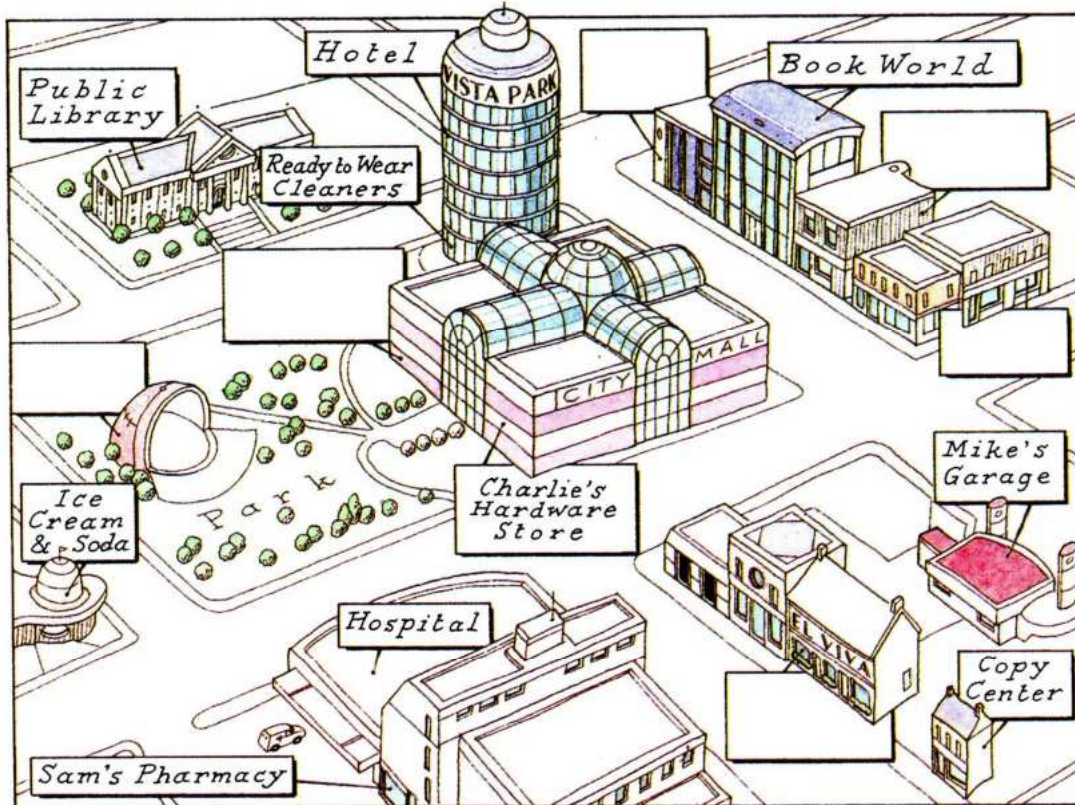 Hotel
Book World
Public
Library
VISTA PARK
Ready to Wear
Cleaners
CITY MALL
Mike's
Garage
Ice
Cream
& Soda
Park
Charlie's
Hardware
Store
Hospital
EL VIVA
Copy
Center
Sam's Pharmacy